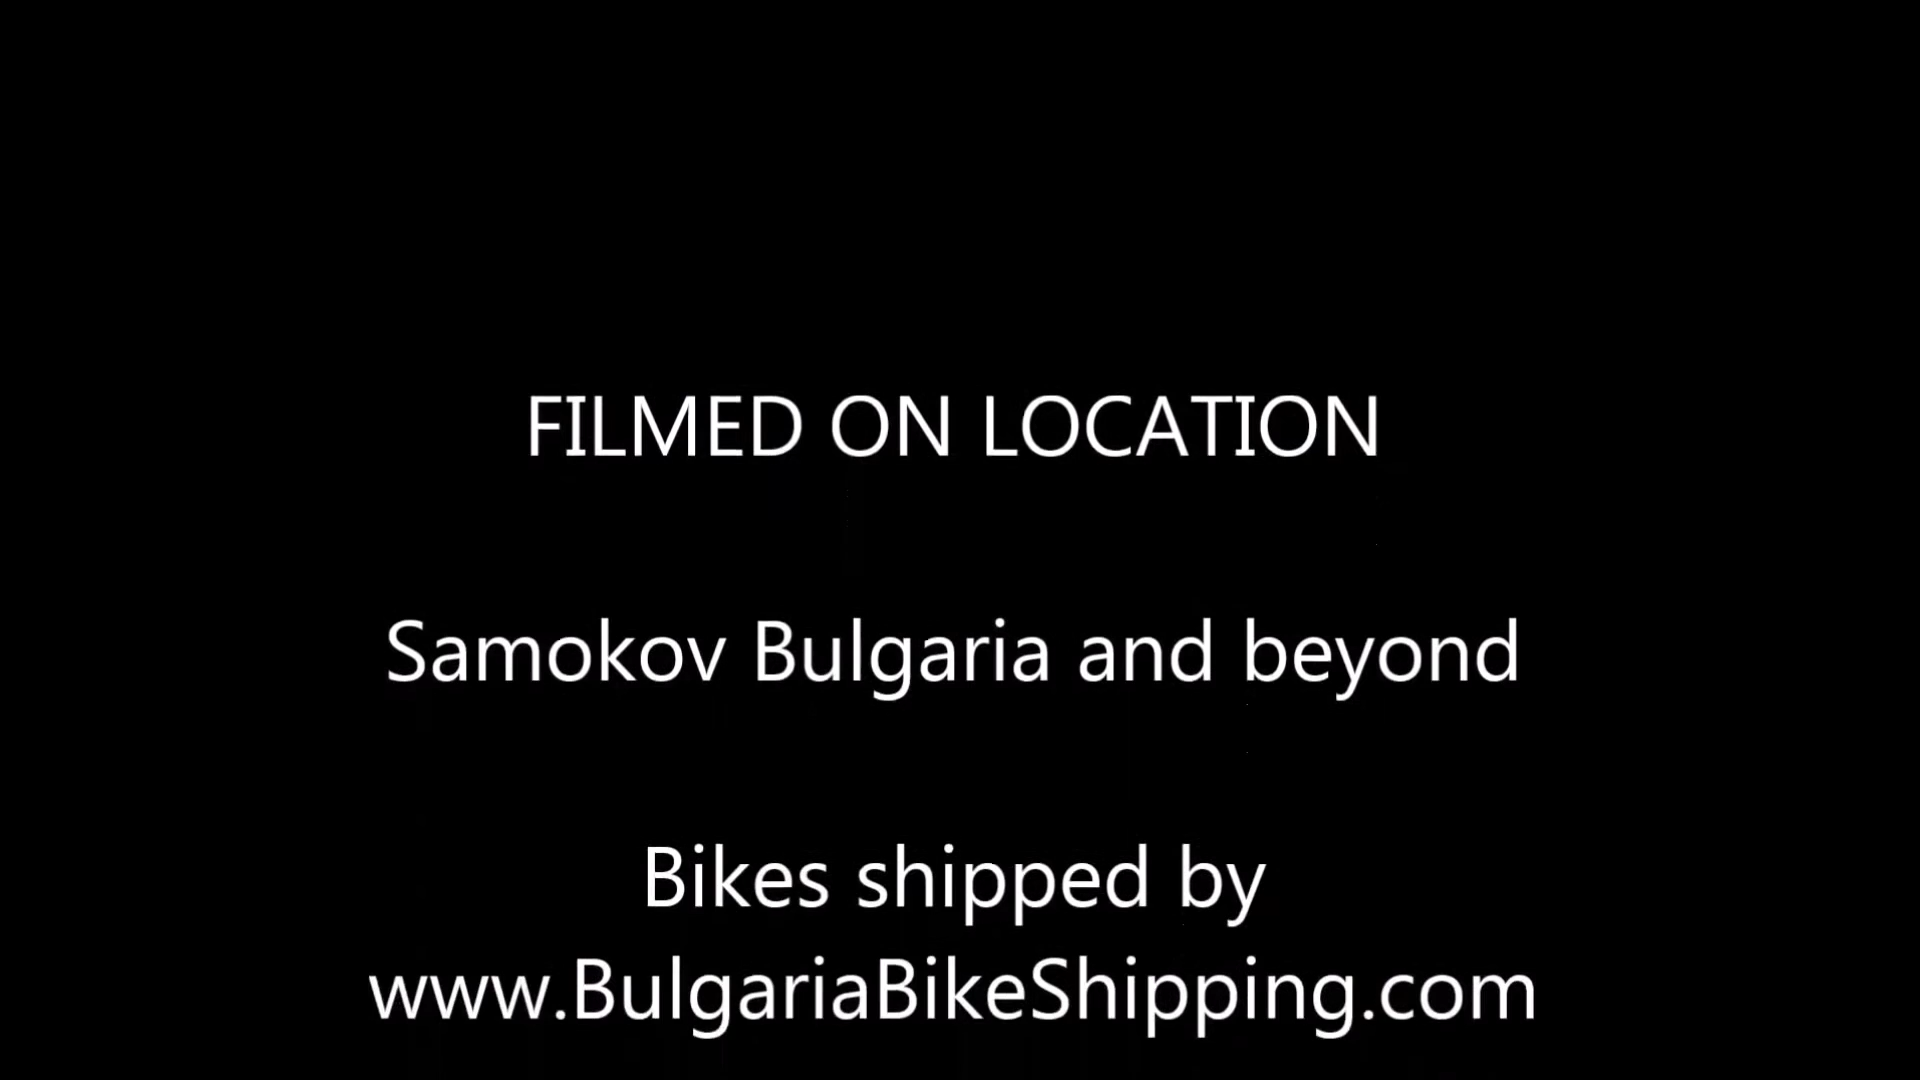 FILMED ON LOCATION
Samokov Bulgaria and beyond
Bikes shipped by
www.BulgariaBikeShipping.com